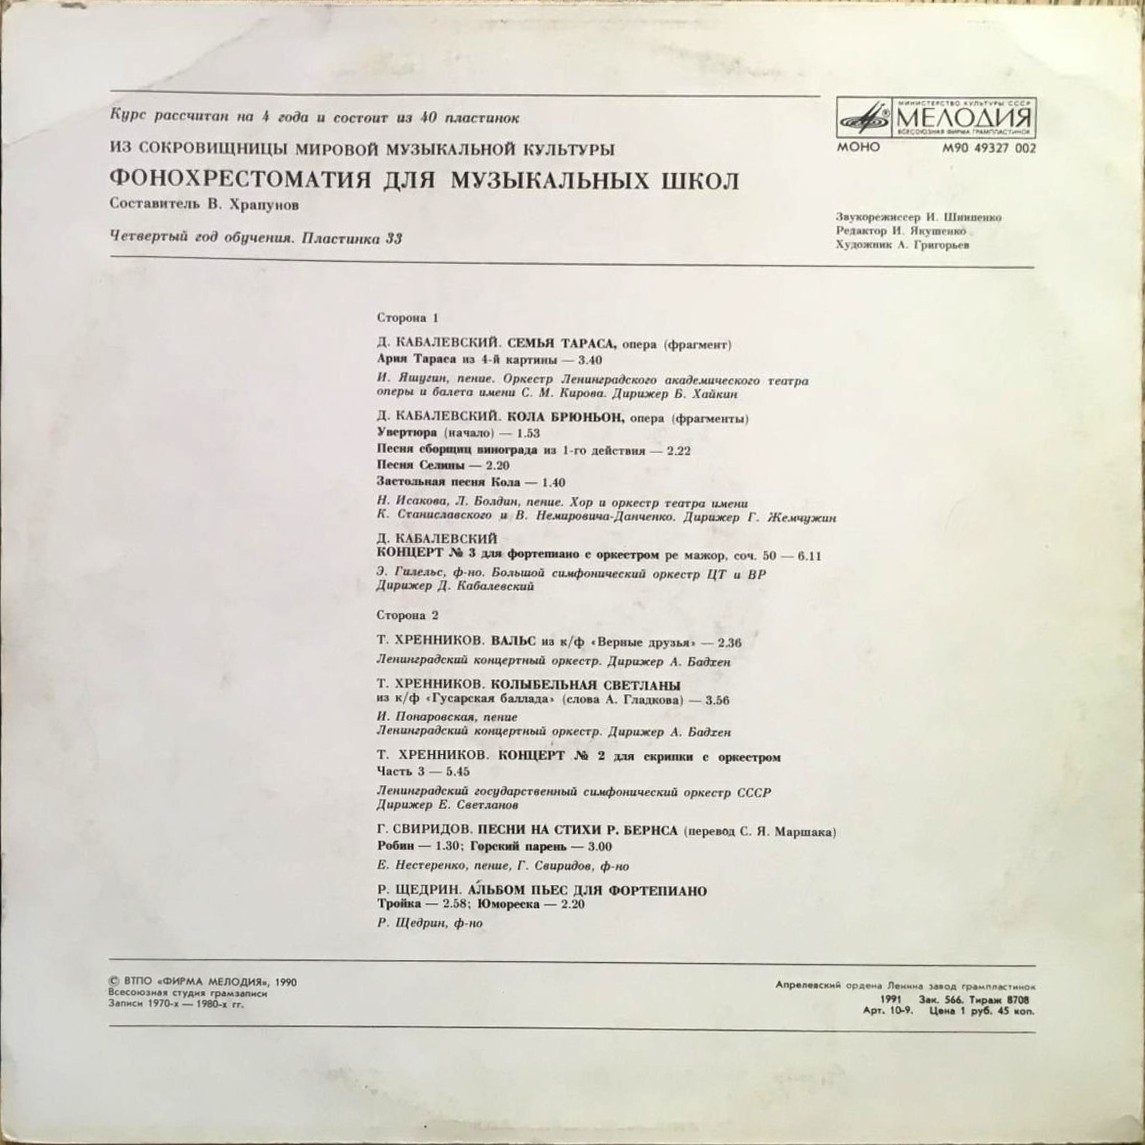 Курс рассчитан на 4 года и состоит из 40 пластинок
ИЗ СОКРОВИЩНИЦЫ МИРОВОЙ МУЗЫКАЛЬНОЙ КУЛЬТУРЫ
ФОНОХРЕСТОМАТИЯ ДЛЯ МУЗЫКАЛЬНЫХ ШКОЛ
Составитель В. Храпунов
Четвертый год обучения. Пластинка 33
МИНИСТЕРСТВО КУЛЬТУРЫ СССР
МЕЛОДИЯ
ВСЕСОЮЗНАЯ ФИРМА ГРАМПЛАСТИНОК
МОНО М90 49327 002
Звукорежиссер И. Шнипенко
Редактор И. Якушенко
Художник А. Григорьев
Сторона 1
Д. КАБАЛЕВСКИЙ. СЕМЬЯ ТАРАСА, опера (фрагмент)
Ария Тараса из 4-й картины — 3.40
И. Яшугин, пение. Оркестр Ленинградского академического театра
оперы и балета имени С. М. Кирова. Дирижер Б. Хайкин
Д. КАБАЛЕВСКИЙ. КОЛА БРЮНЬОН, опера (фрагменты)
Увертюра (начало) — 1.53
Песня сборщиц винограда из 1-го действия — 2.22
Песня Селины — 2.20
Застольная песня Кола — 1.40
Н. Исакова, Л. Болдин, пение. Хор и оркестр театра имени
К. Станиславского и В. Немировича-Данченко. Дирижер Г. Жемчужин
Д. КАБАЛЕВСКИЙ
КОНЦЕРТ № 3 для фортепиано с оркестром ре мажор, соч. 50 — 6.11
Э. Гилельс, ф-но. Большой симфонический оркестр ЦТ и ВР
Дирижер Д. Кабалевский
Сторона 2
Т. ХРЕННИКОВ. ВАЛЬС из к/ф «Верные друзья» — 2.36
Ленинградский концертный оркестр. Дирижер А. Бадхен
Т. ХРЕННИКОВ. КОЛЫБЕЛЬНАЯ СВЕТЛАНЫ
из к/ф «Гусарская баллада» (слова А. Гладкова) — 3.56
И. Понаровская, пение
Ленинградский концертный оркестр. Дирижер А. Бадхен
Т. ХРЕННИКОВ. КОНЦЕРТ № 2 для скрипки с оркестром
Часть 3 — 5.45
Ленинградский государственный симфонический оркестр СССР
Дирижер Е. Светланов
Г. СВИРИДОВ. ПЕСНИ НА СТИХИ Р. БЕРНСА (перевод С. Я. Маршака)
Робин — 1.30; Горский парень — 3.00
Е. Нестеренко, пение, Г. Свиридов, ф-но
Р. ЩЕДРИН. АЛЬБОМ ПЬЕС ДЛЯ ФОРТЕПИАНО
Тройка — 2.58; Юмореска — 2.20
Р. Щедрин, ф-но
© ВТПО «ФИРМА МЕЛОДИЯ», 1990
Всесоюзная студия грамзаписи
Записи 1970-х — 1980-х гг.
Апрелевский ордена Ленина завод грампластинок
1991 Зак. 566. Тираж 8708
Арт. 10-9. Цена 1 руб. 45 коп.